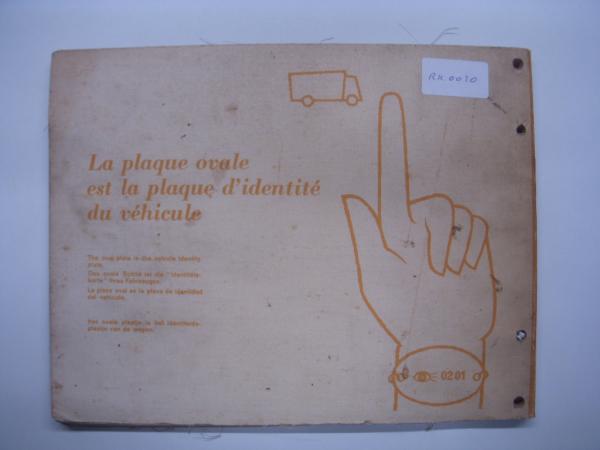 RK 0070
La plaque ovale
est la plaque d'identité
du véhicule
The oval plate is the vehicle identity
plate.
Das ovale Schild ist die "Identitäts-
karte" Ihres Fahrzeuges.
La placa oval es la placa de identidad
del vehículo.
Het ovale plaatje is het identiteits-
plaatje van de wagen.
02 01